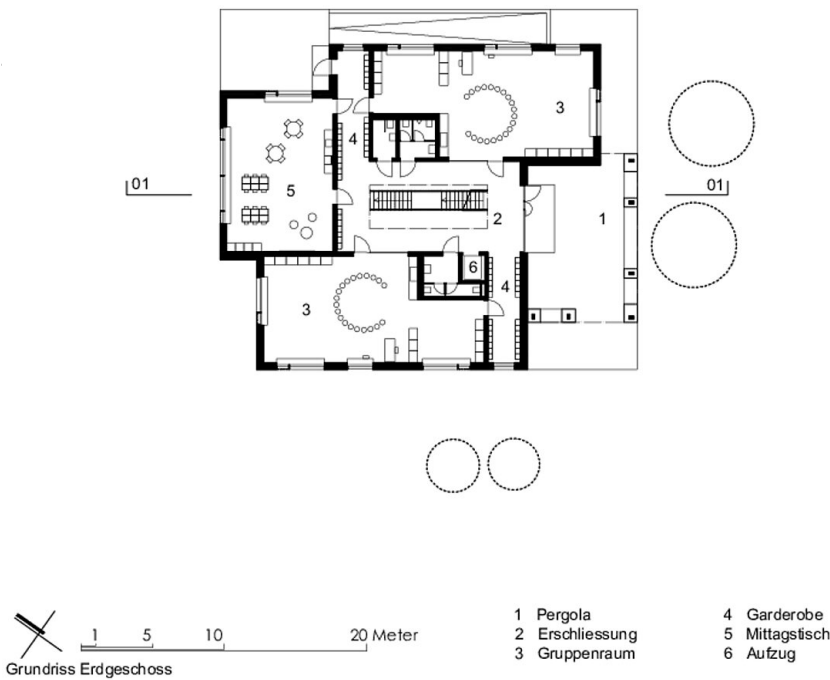 3
4
01
01
5
1
2
6
4
3
1 5 10 20 Meter
Grundriss Erdgeschoss
1 Pergola
2 Erschliessung
3 Gruppenraum
4 Garderobe
5 Mittagstisch
6 Aufzug